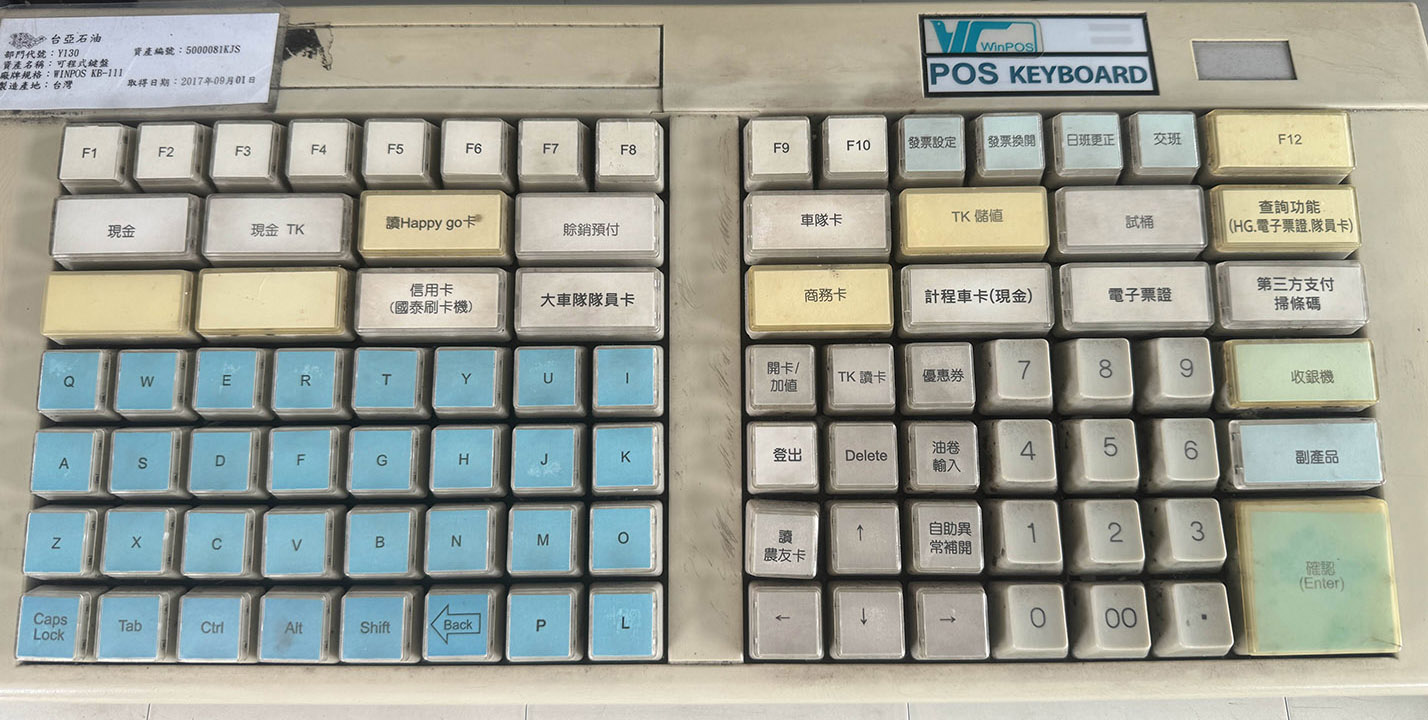 台亞石油
部門代號：Y130
資產編號：5000081KJS
資產名稱：可程式鍵盤
廠牌規格：WINPOS KB-111
製造產地：台灣
取得日期：2017年09月01日
WinPOS
POS KEYBOARD
F1 F2 F3 F4 F5 F6 F7 F8
F9 F10 發票設定 發票換開 日班更正 交班 F12
現金 現金 TK 讀Happy go卡 賒銷預付
車隊卡 TK 儲值 試桶 查詢功能
(HG.電子票證.隊員卡)
信用卡
(國泰刷卡機)
大車隊隊員卡
商務卡 計程車卡(現金) 電子票證 第三方支付
掃條碼
Q W E R T Y U I
開卡/
加值
TK 讀卡 優惠券 7 8 9 收銀機
A S D F G H J K
登出 Delete 油卷
輸入
4 5 6 副產品
Z X C V B N M O
讀
農友卡
↑ 自助異
常補開
1 2 3 確認
(Enter)
Caps
Lock
Tab Ctrl Alt Shift Back P L
← ↓ → 0 00 .